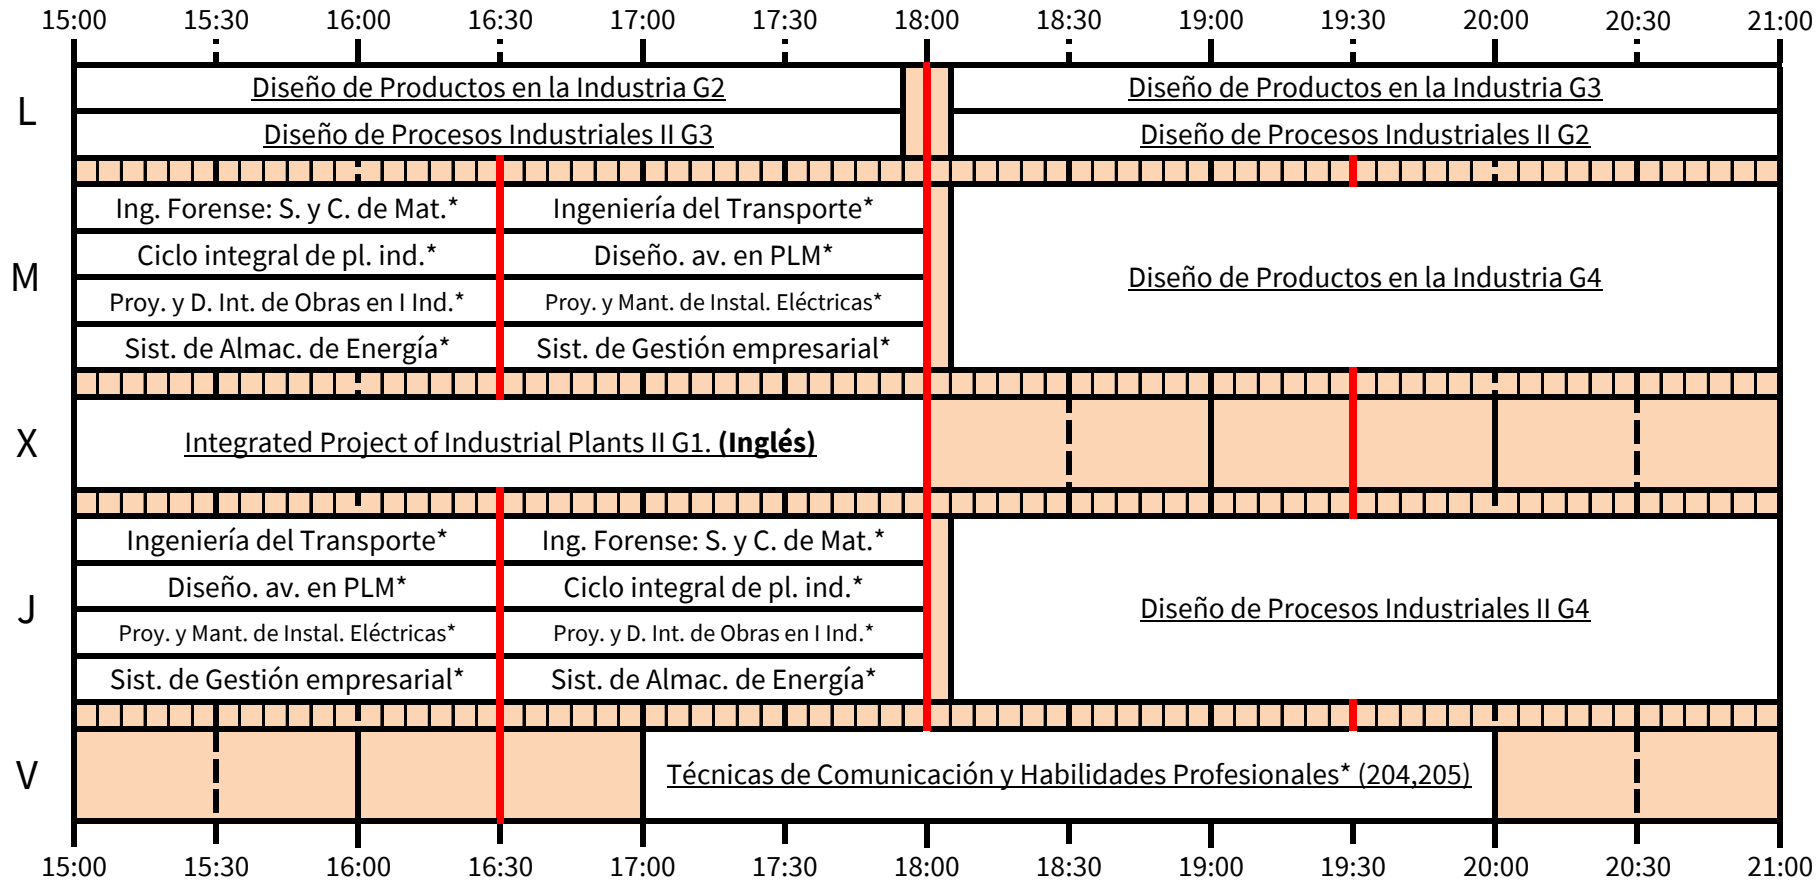 15:00 15:30 16:00 16:30 17:00 17:30 18:00 18:30 19:00 19:30 20:00 20:30 21:00
L
Diseño de Productos en la Industria G2
Diseño de Productos en la Industria G3
Diseño de Procesos Industriales II G3
Diseño de Procesos Industriales II G2
M
Ing. Forense: S. y C. de Mat.*
Ingeniería del Transporte*
Ciclo integral de pl. ind.*
Diseño. av. en PLM*
Proy. y D. Int. de Obras en I Ind.*
Proy. y Mant. de Instal. Eléctricas*
Sist. de Almac. de Energía*
Sist. de Gestión empresarial*
Diseño de Productos en la Industria G4
X
Integrated Project of Industrial Plants II G1. (Inglés)
J
Ingeniería del Transporte*
Ing. Forense: S. y C. de Mat.*
Diseño. av. en PLM*
Ciclo integral de pl. ind.*
Proy. y Mant. de Instal. Eléctricas*
Proy. y D. Int. de Obras en I Ind.*
Sist. de Gestión empresarial*
Sist. de Almac. de Energía*
Diseño de Procesos Industriales II G4
V
Técnicas de Comunicación y Habilidades Profesionales* (204,205)
15:00 15:30 16:00 16:30 17:00 17:30 18:00 18:30 19:00 19:30 20:00 20:30 21:00